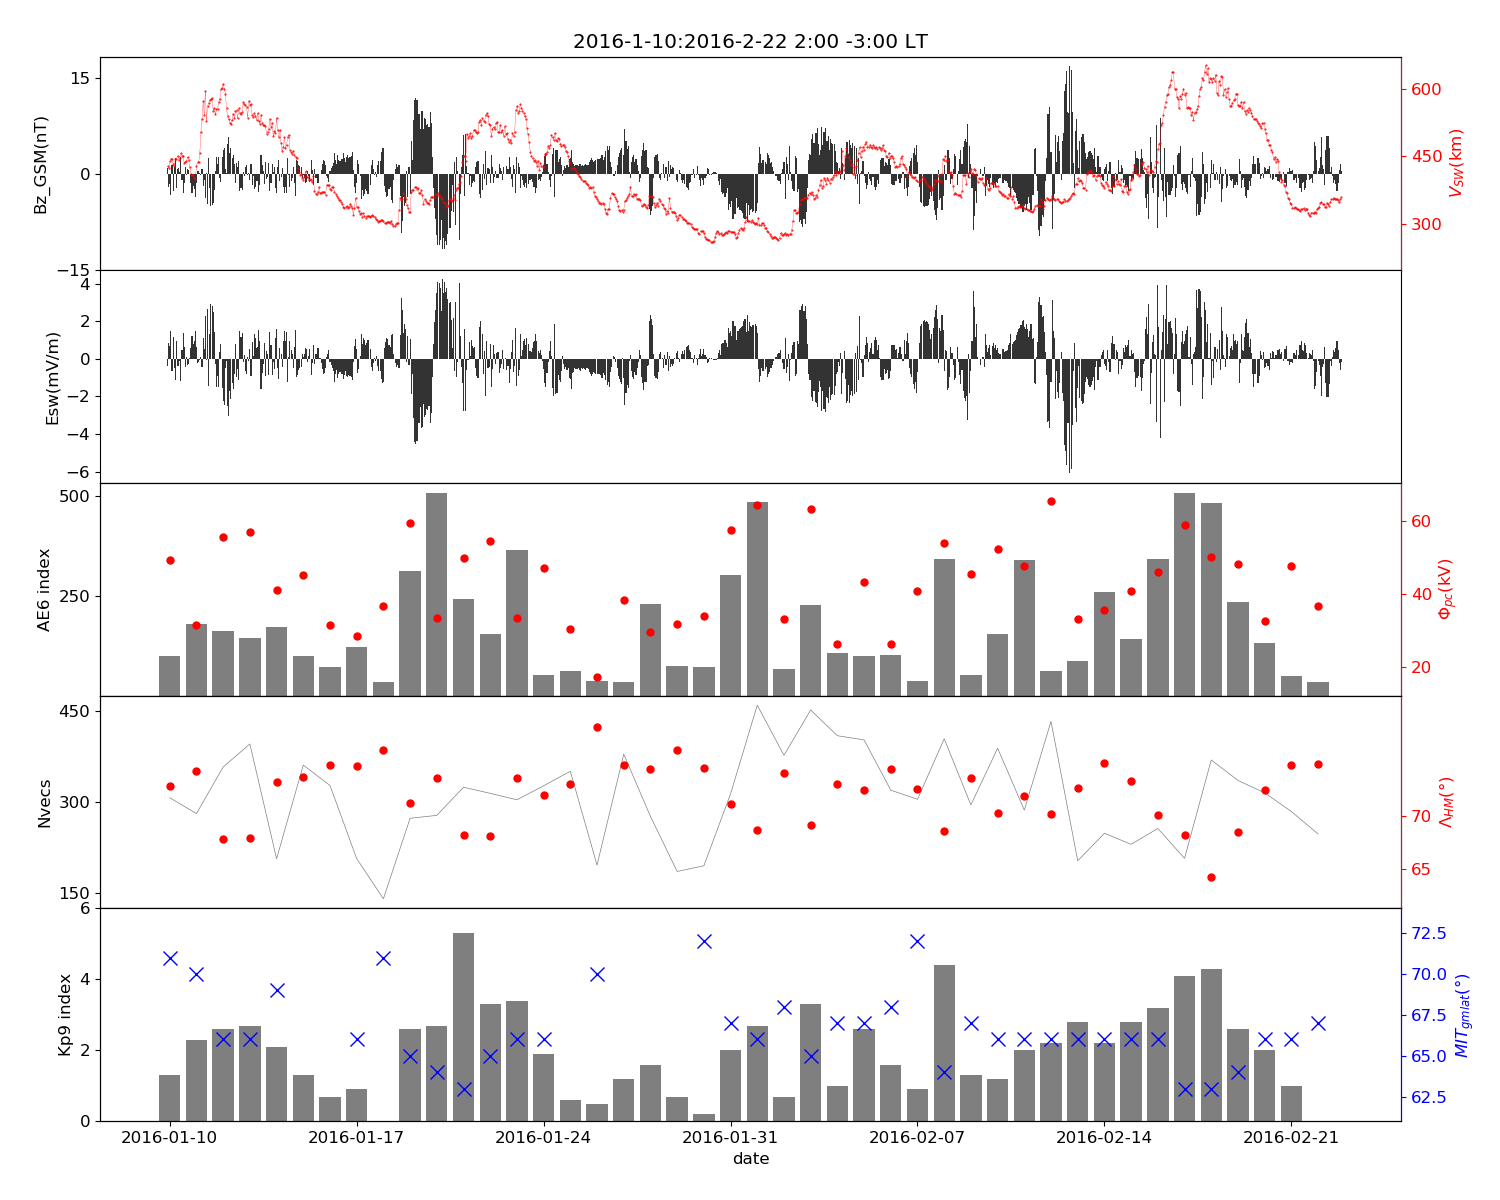 2016-1-10:2016-2-22 2:00 -3:00 LT
15
0
−15
Bz_GSM(nT)
600
450
300
V_SW(km)
4
2
0
−2
−4
−6
Esw(mV/m)
500
250
AE6 index
60
40
20
Φ_pc(kV)
450
300
150
Nvecs
70
65
Λ_HM(°)
6
4
2
0
Kp9 index
72.5
70.0
67.5
65.0
62.5
MIT_gmlat(°)
2016-01-10 2016-01-17 2016-01-24 2016-01-31 2016-02-07 2016-02-14 2016-02-21
date